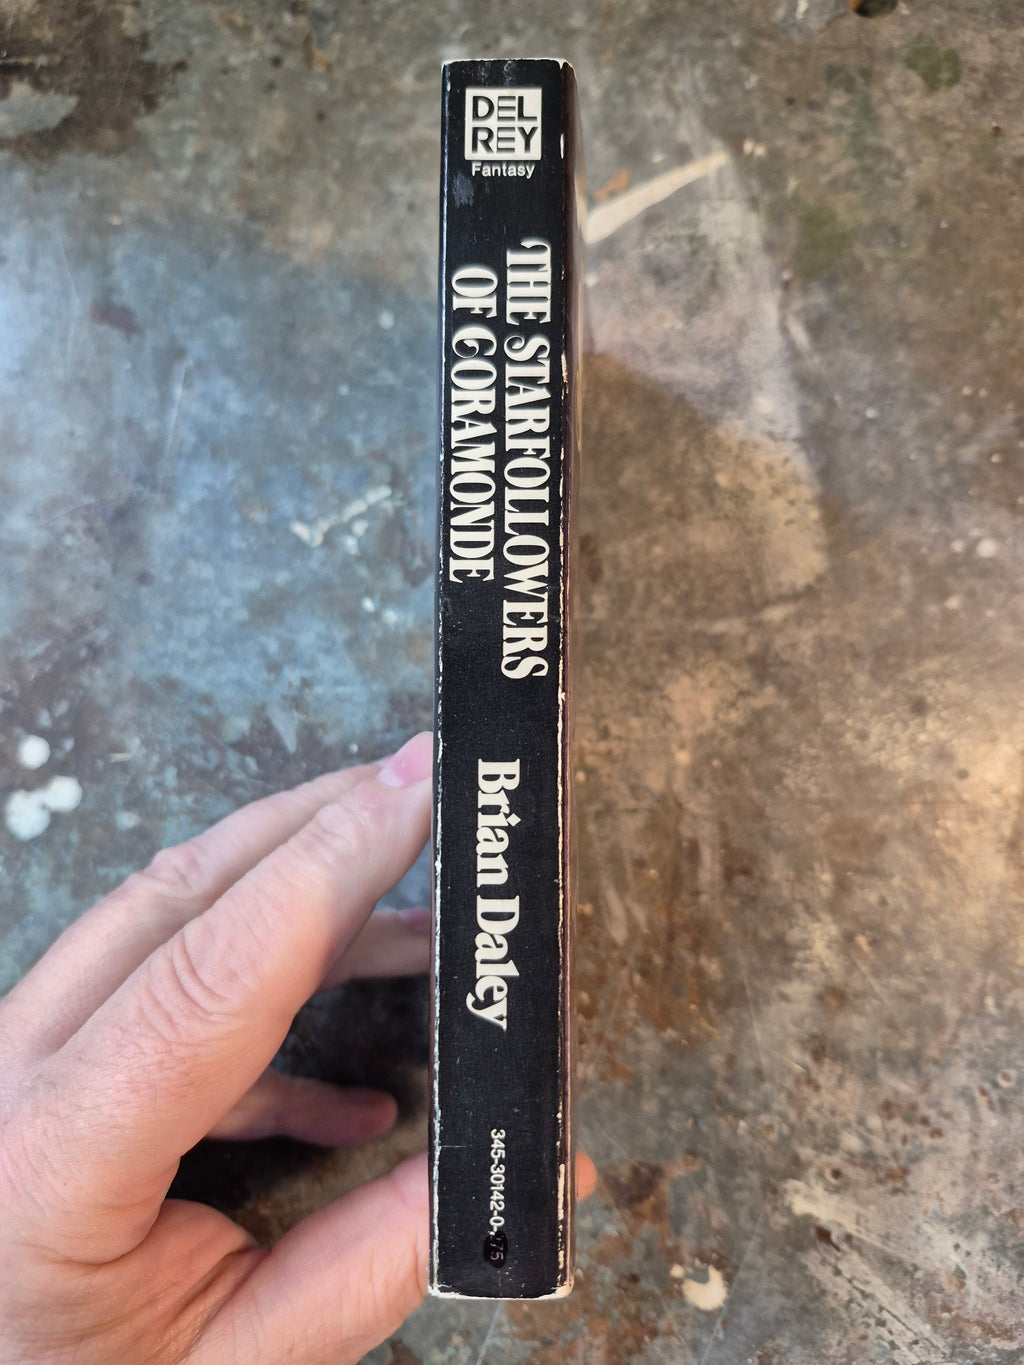 DEL
REY
Fantasy
THE STARFOLLOWERS
OF CORAMONDE
Brian Daley
345-30142-0-